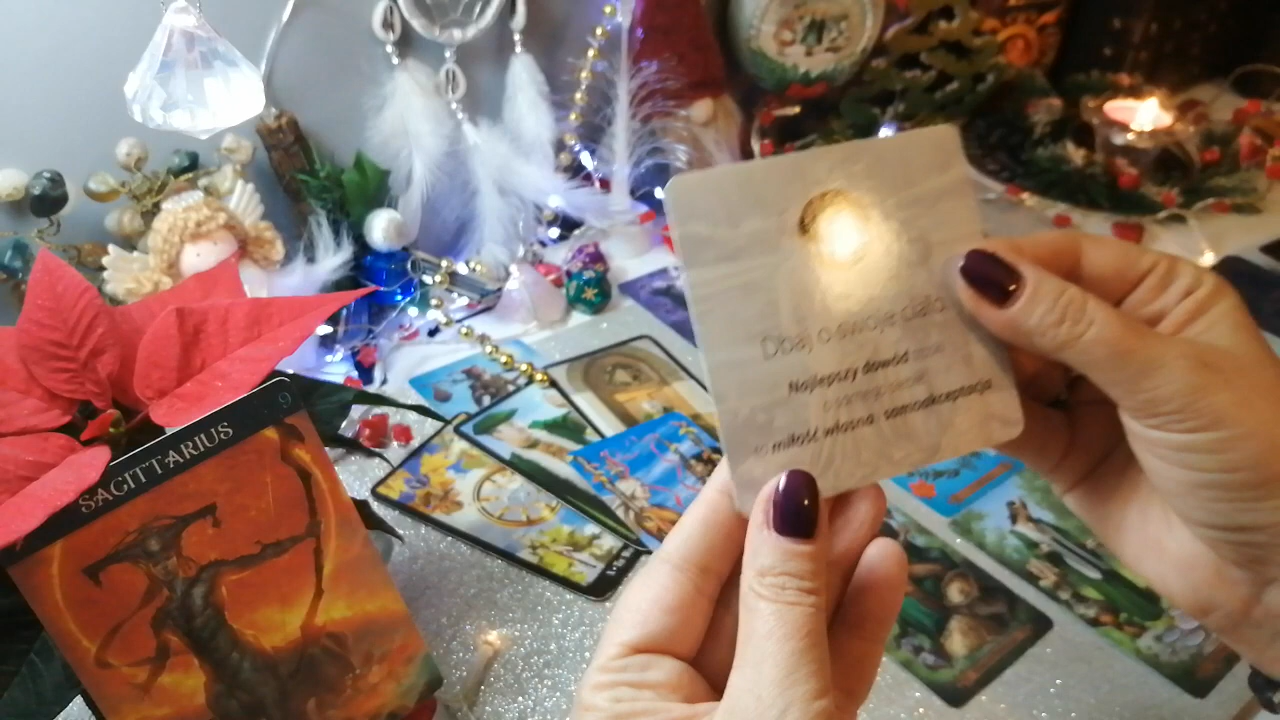 9
SAGITTARIUS
Dbaj o swoje ciało
Najlepszy dowód
to miłość własna samoakceptacja